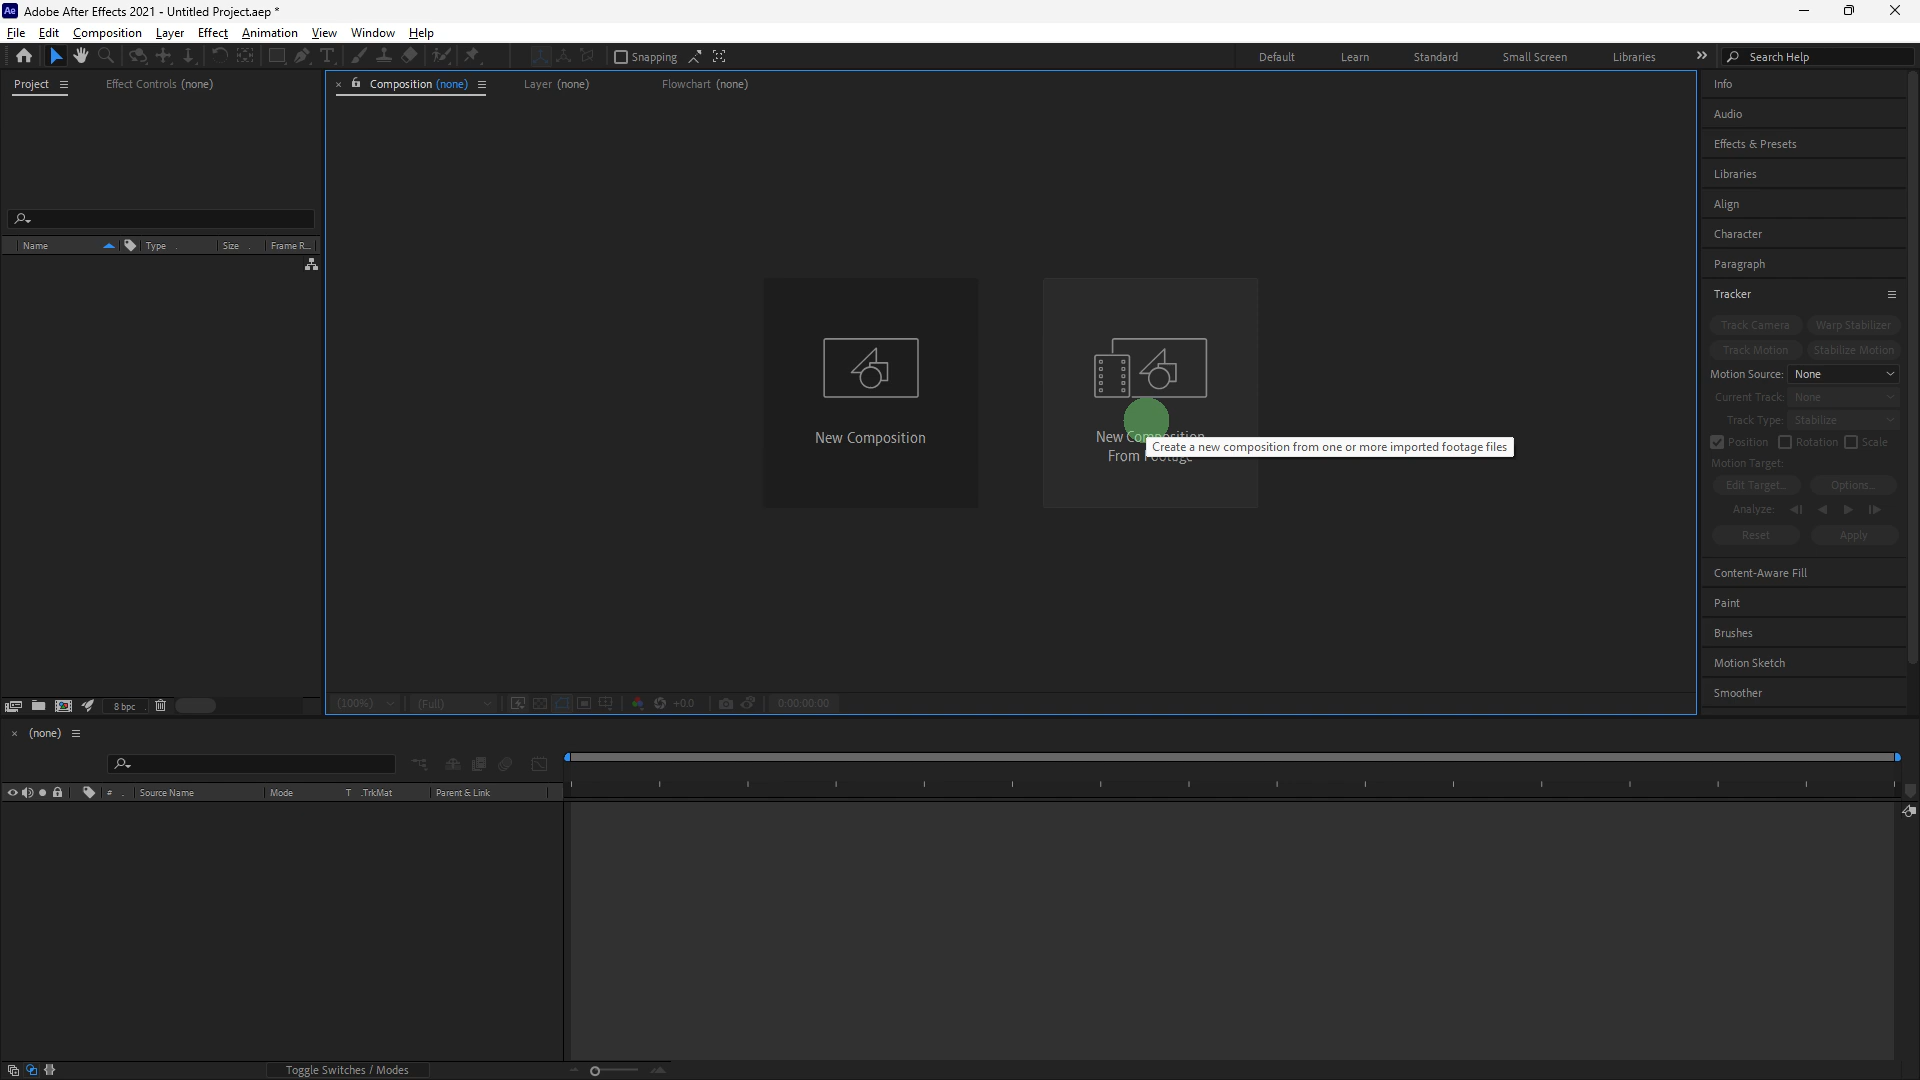 Ae Adobe After Effects 2021 - Untitled Project.aep *
File Edit Composition Layer Effect Animation View Window Help
Snapping
Default Learn Standard Small Screen Libraries Search Help
Project Effect Controls (none)
Composition (none) Layer (none) Flowchart (none)
Name Type Size Frame R...
New Composition
New Composition
From Footage
Create a new composition from one or more imported footage files
(100%) (Full) +0.0 0:00:00:00
8 bpc
Info
Audio
Effects & Presets
Libraries
Align
Character
Paragraph
Tracker
Track Camera Warp Stabilizer
Track Motion Stabilize Motion
Motion Source: None
Current Track: None
Track Type: Stabilize
Position Rotation Scale
Motion Target:
Edit Target... Options...
Analyze:
Reset Apply
Content-Aware Fill
Paint
Brushes
Motion Sketch
Smoother
(none)
# Source Name Mode T .TrkMat Parent & Link
Toggle Switches / Modes